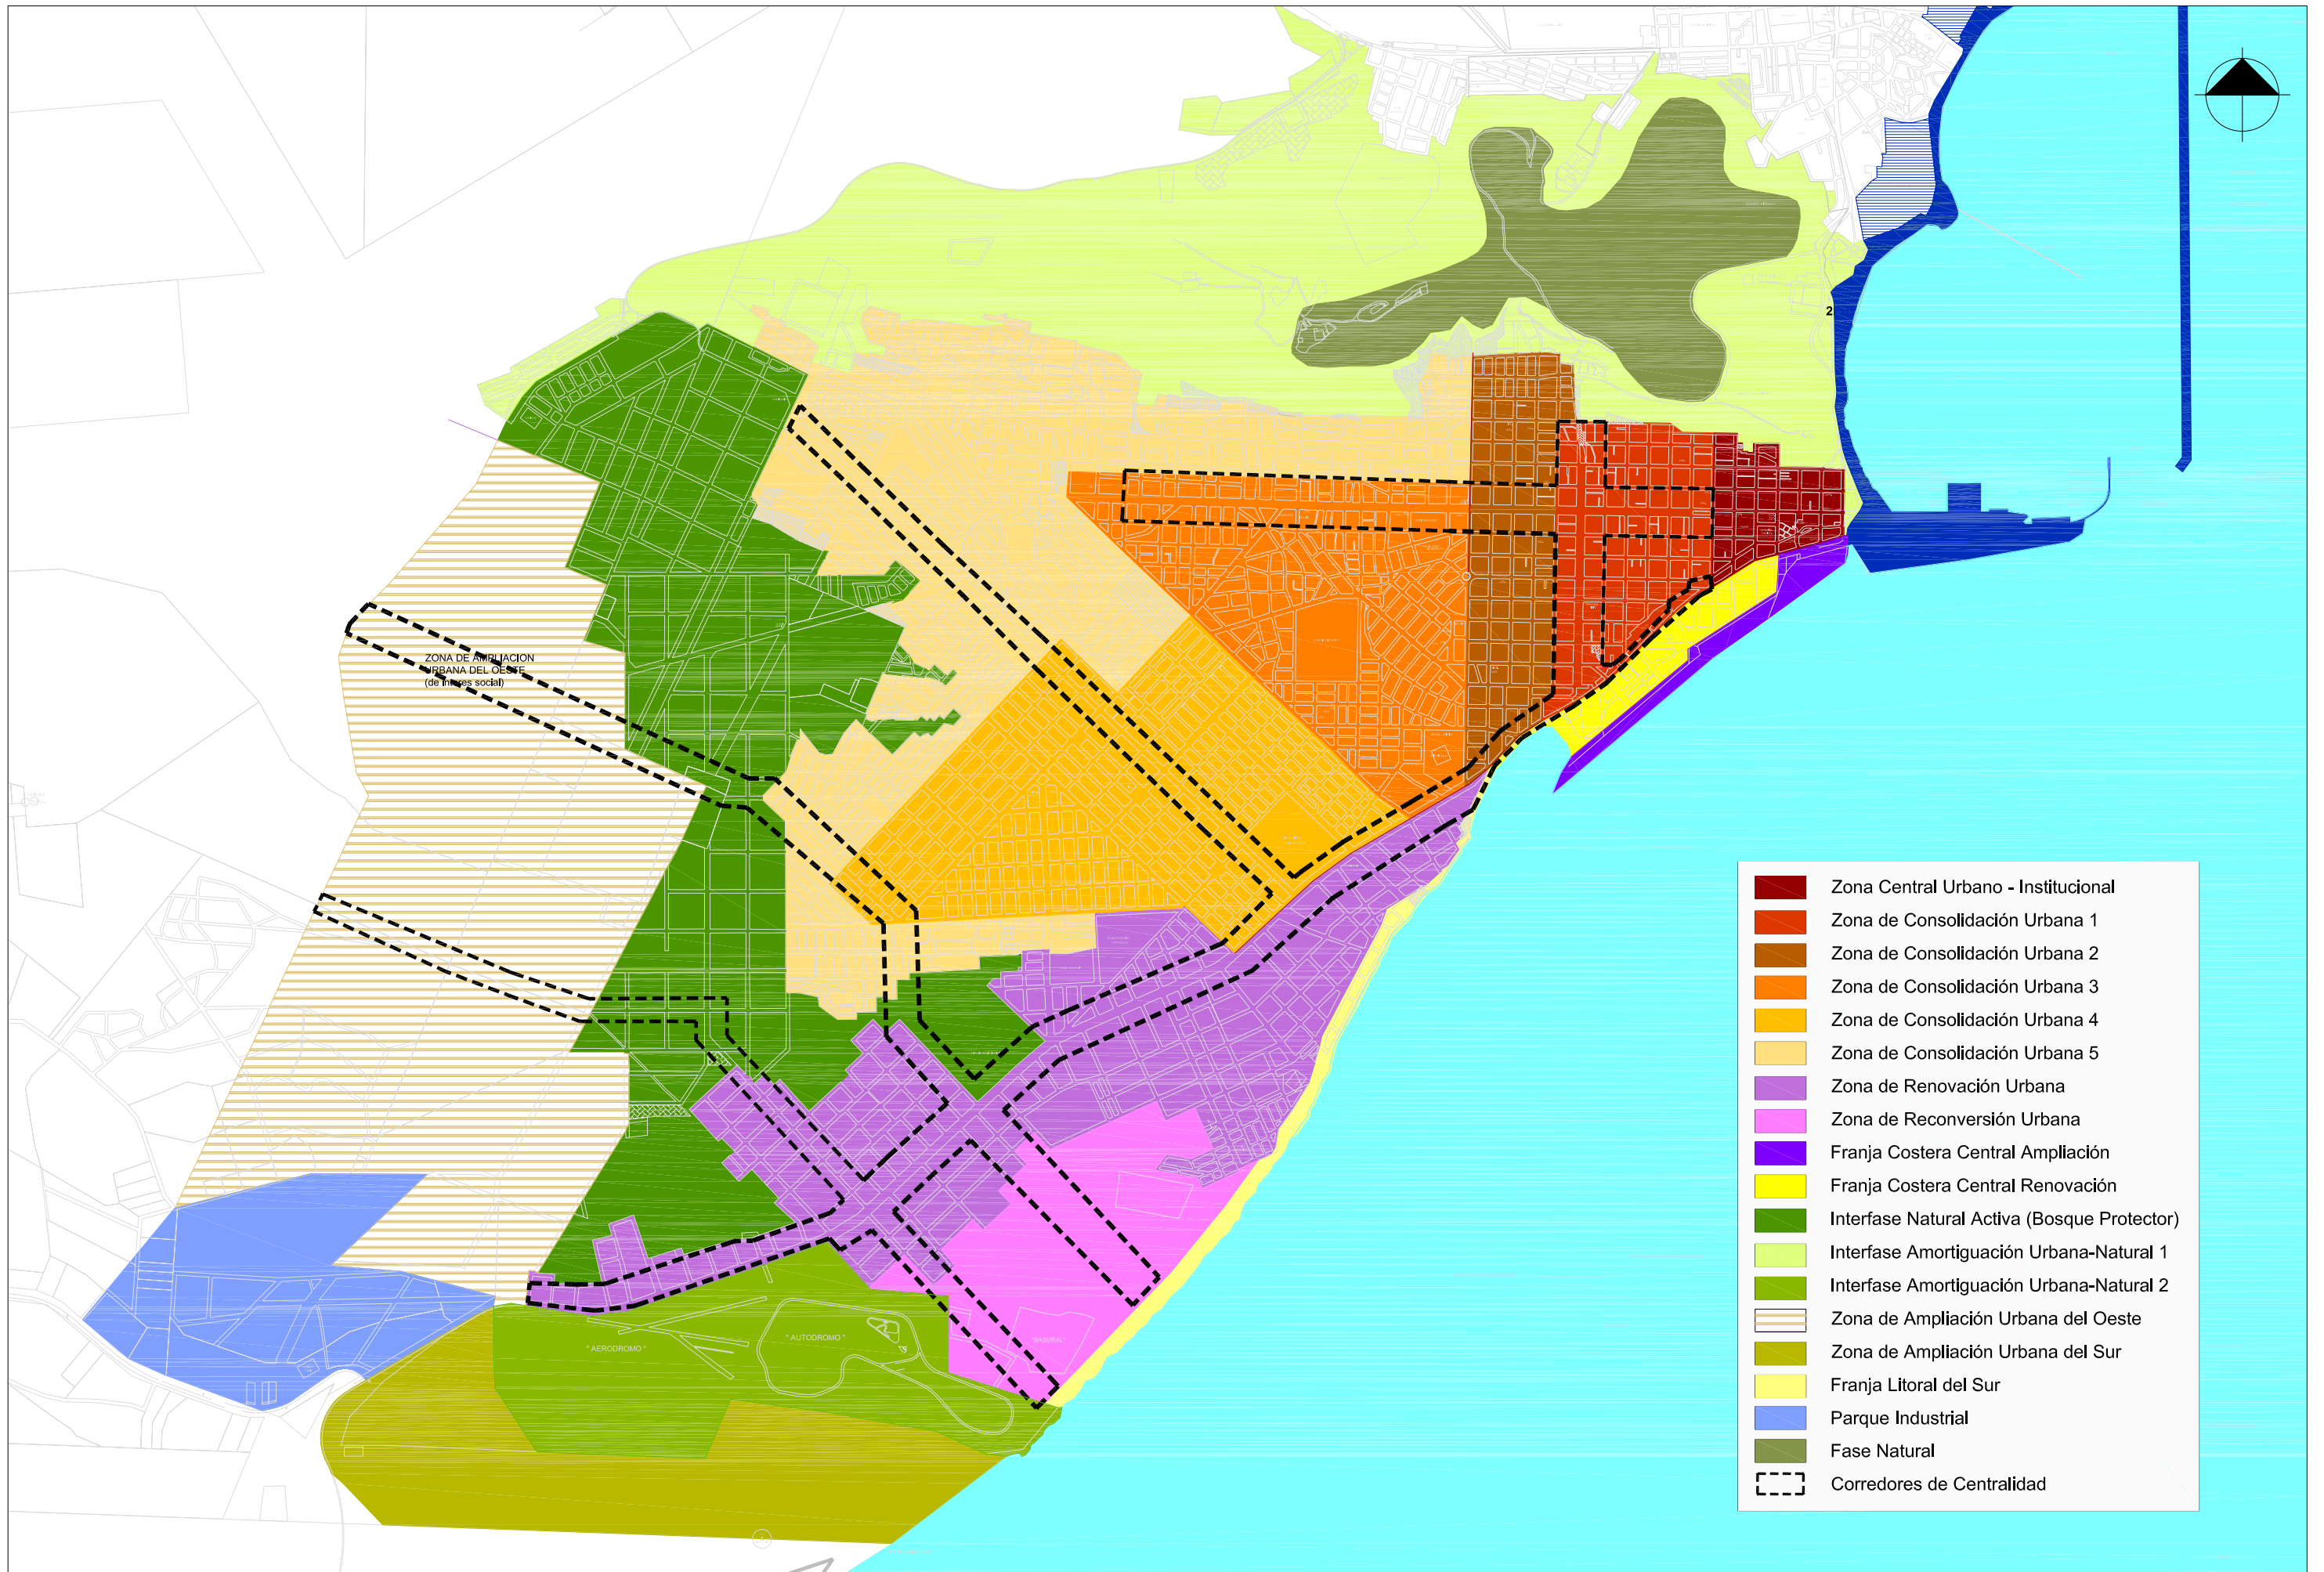 2
ZONA DE AMPLIACION
URBANA DEL OESTE
(de interes social)
Zona Central Urbano - Institucional
Zona de Consolidación Urbana 1
Zona de Consolidación Urbana 2
Zona de Consolidación Urbana 3
Zona de Consolidación Urbana 4
Zona de Consolidación Urbana 5
Zona de Renovación Urbana
Zona de Reconversión Urbana
Franja Costera Central Ampliación
Franja Costera Central Renovación
Interfase Natural Activa (Bosque Protector)
Interfase Amortiguación Urbana-Natural 1
Interfase Amortiguación Urbana-Natural 2
Zona de Ampliación Urbana del Oeste
Zona de Ampliación Urbana del Sur
Franja Litoral del Sur
Parque Industrial
Fase Natural
Corredores de Centralidad
" AUTODROMO "
" AERODROMO "
"BASURAL"